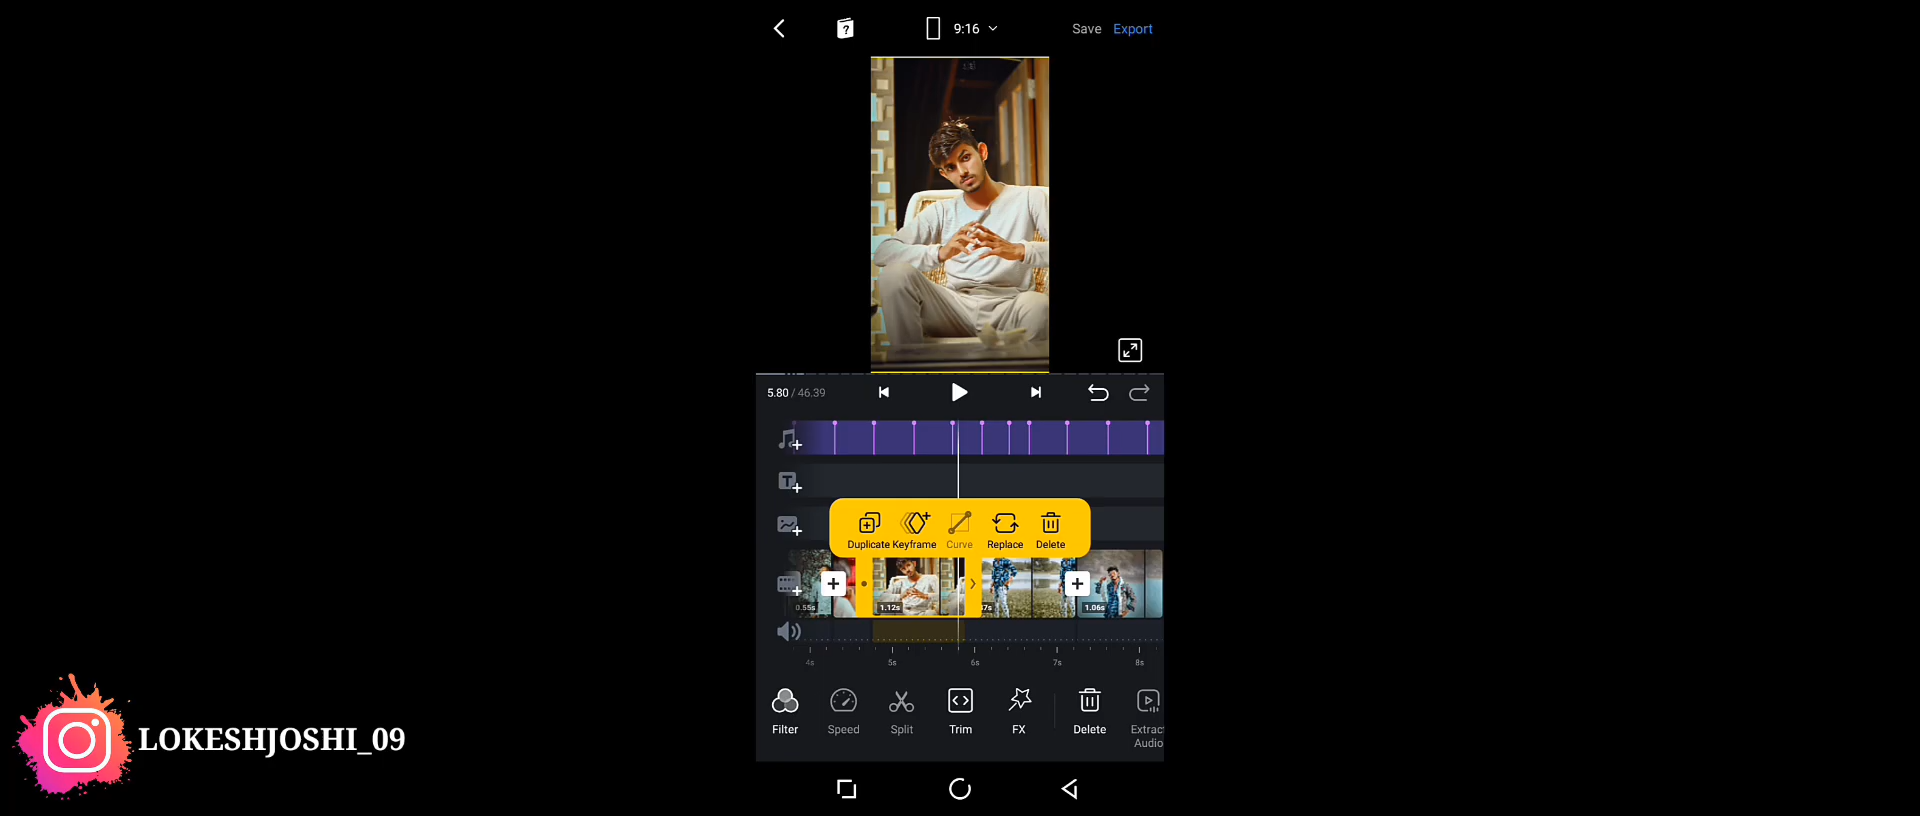 9:16
Save
Export
5.80 / 46.39
Duplicate
Keyframe
Curve
Replace
Delete
0.55s
1.12s
1.06s
4s
5s
6s
7s
8s
Filter
Speed
Split
Trim
FX
Delete
Extract
Audio
LOKESHJOSHI_09